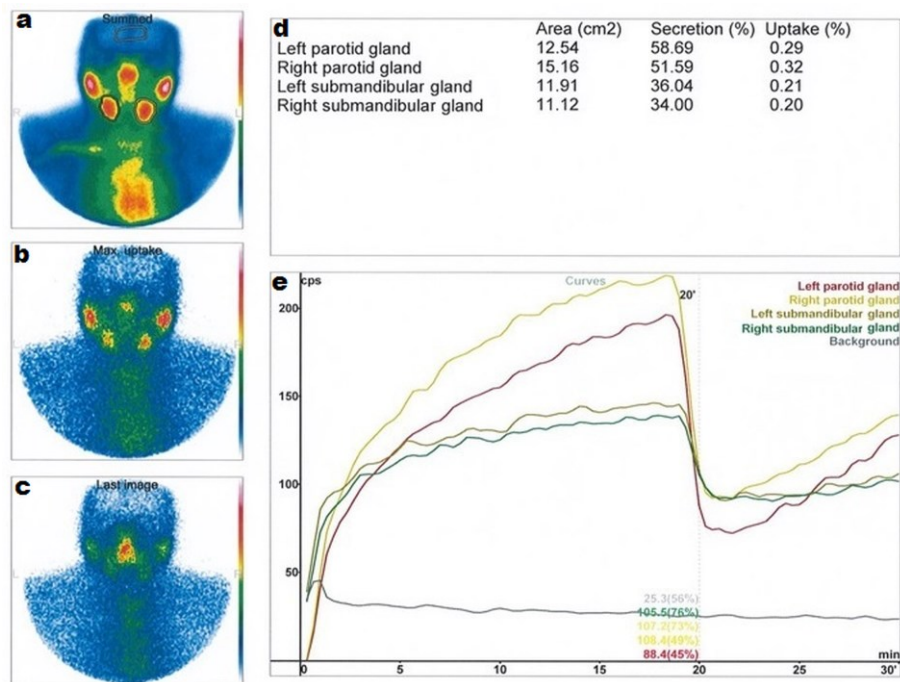 a
Summed
R
L
b
Max. uptake
L
R
c
Last image
L
R
d
Area (cm2) Secretion (%) Uptake (%)
Left parotid gland 12.54 58.69 0.29
Right parotid gland 15.16 51.59 0.32
Left submandibular gland 11.91 36.04 0.21
Right submandibular gland 11.12 34.00 0.20
e
cps
Curves
20'
Left parotid gland
Right parotid gland
Left submandibular gland
Right submandibular gland
Background
200
150
100
50
25.3(56%)
105.5(76%)
107.2(73%)
108.4(49%)
88.4(45%)
min
0 5 10 15 20 25 30'